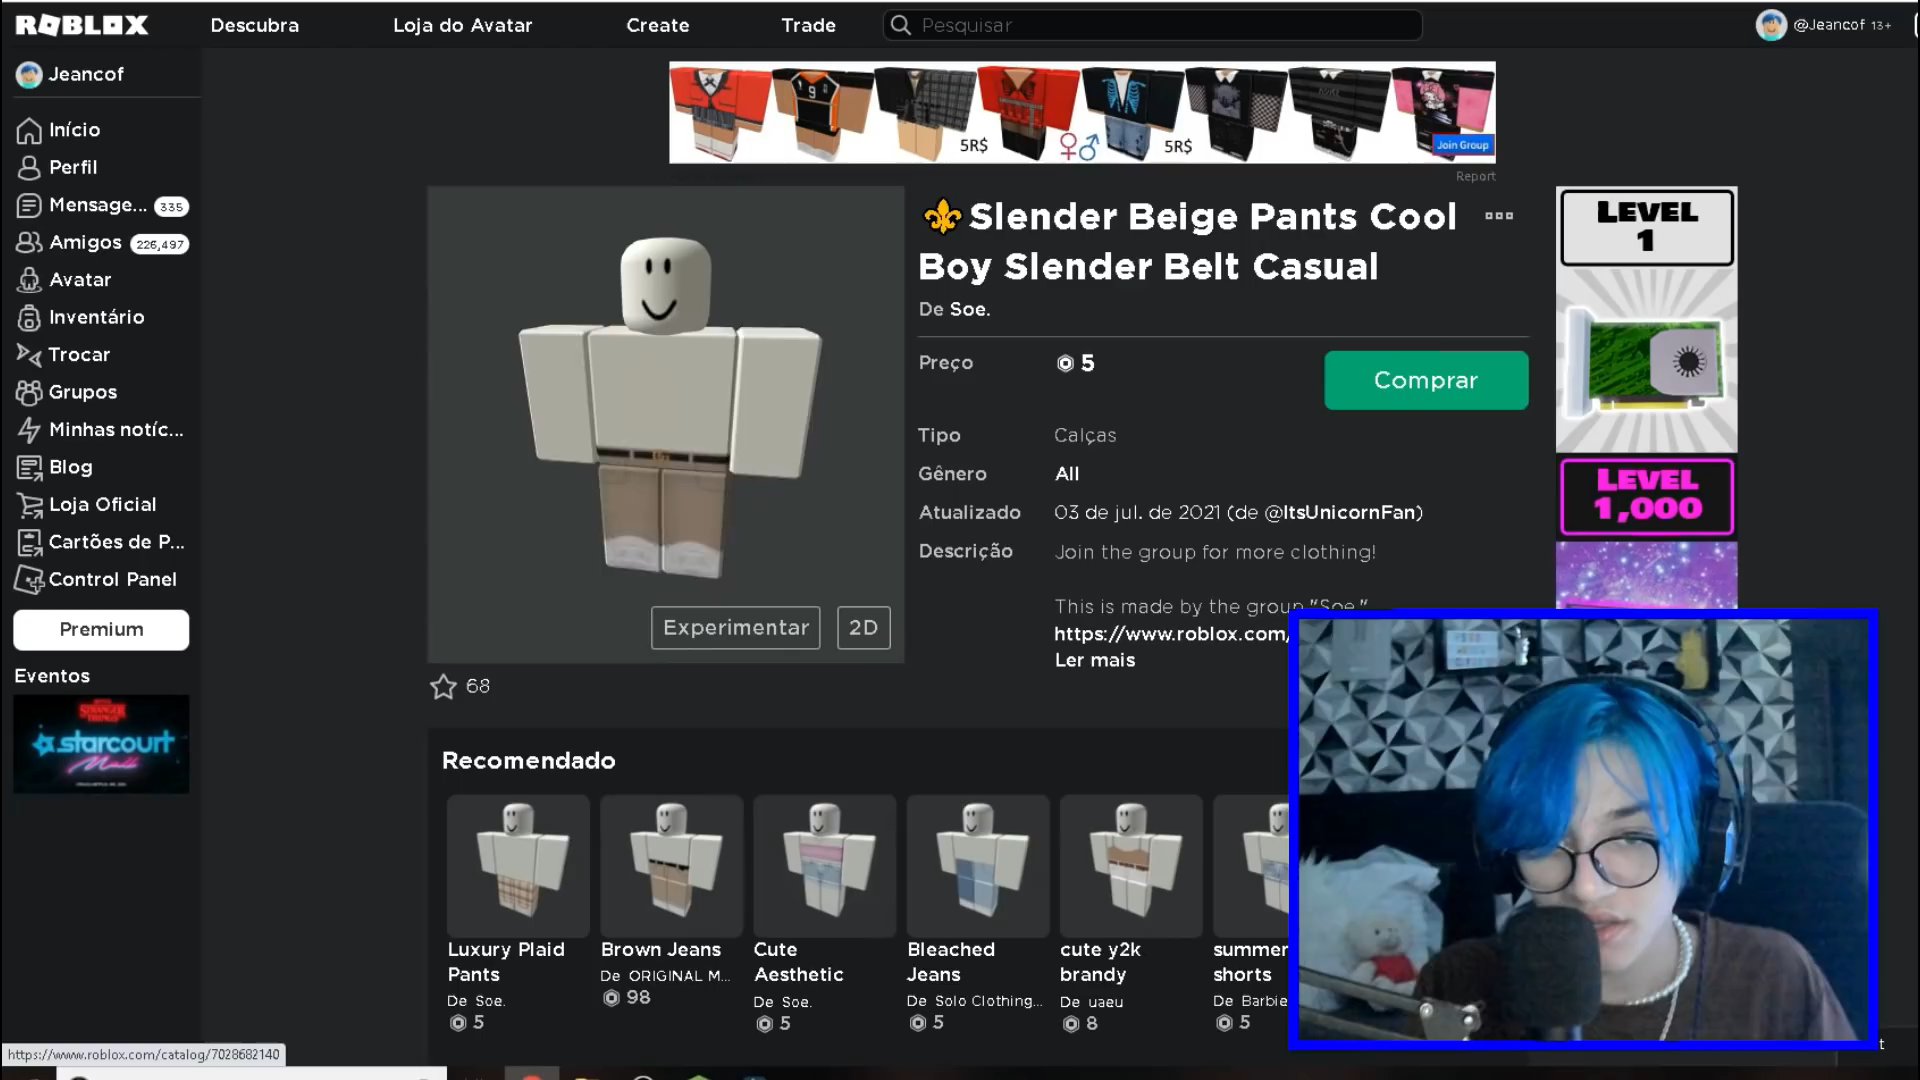 ROBLOX
Descubra
Loja do Avatar
Create
Trade
Pesquisar
@Jeancof 13+
Jeancof
Início
Perfil
Mensage... 335
Amigos 226,497
Avatar
Inventário
Trocar
Grupos
Minhas notíc...
Blog
Loja Oficial
Cartões de P...
Control Panel
Premium
Eventos
STRANGER THINGS
starcourt
Mall
9
5R$
5R$
Join Group
Report
Slender Beige Pants Cool
Boy Slender Belt Casual
De Soe.
Preço 5
Comprar
Tipo Calças
Gênero All
Atualizado 03 de jul. de 2021 (de @ItsUnicornFan)
Descrição Join the group for more clothing!
This is made by the group "Soe."
https://www.roblox.com/
Ler mais
Experimentar
2D
68
LEVEL
1
LEVEL
1,000
Recomendado
Luxury Plaid
Pants
De Soe.
5
Brown Jeans
De ORIGINAL M...
98
Cute
Aesthetic
De Soe.
5
Bleached
Jeans
De Solo Clothing...
5
cute y2k
brandy
De uaeu
8
summer
shorts
De Barbie
5
https://www.roblox.com/catalog/7028682140